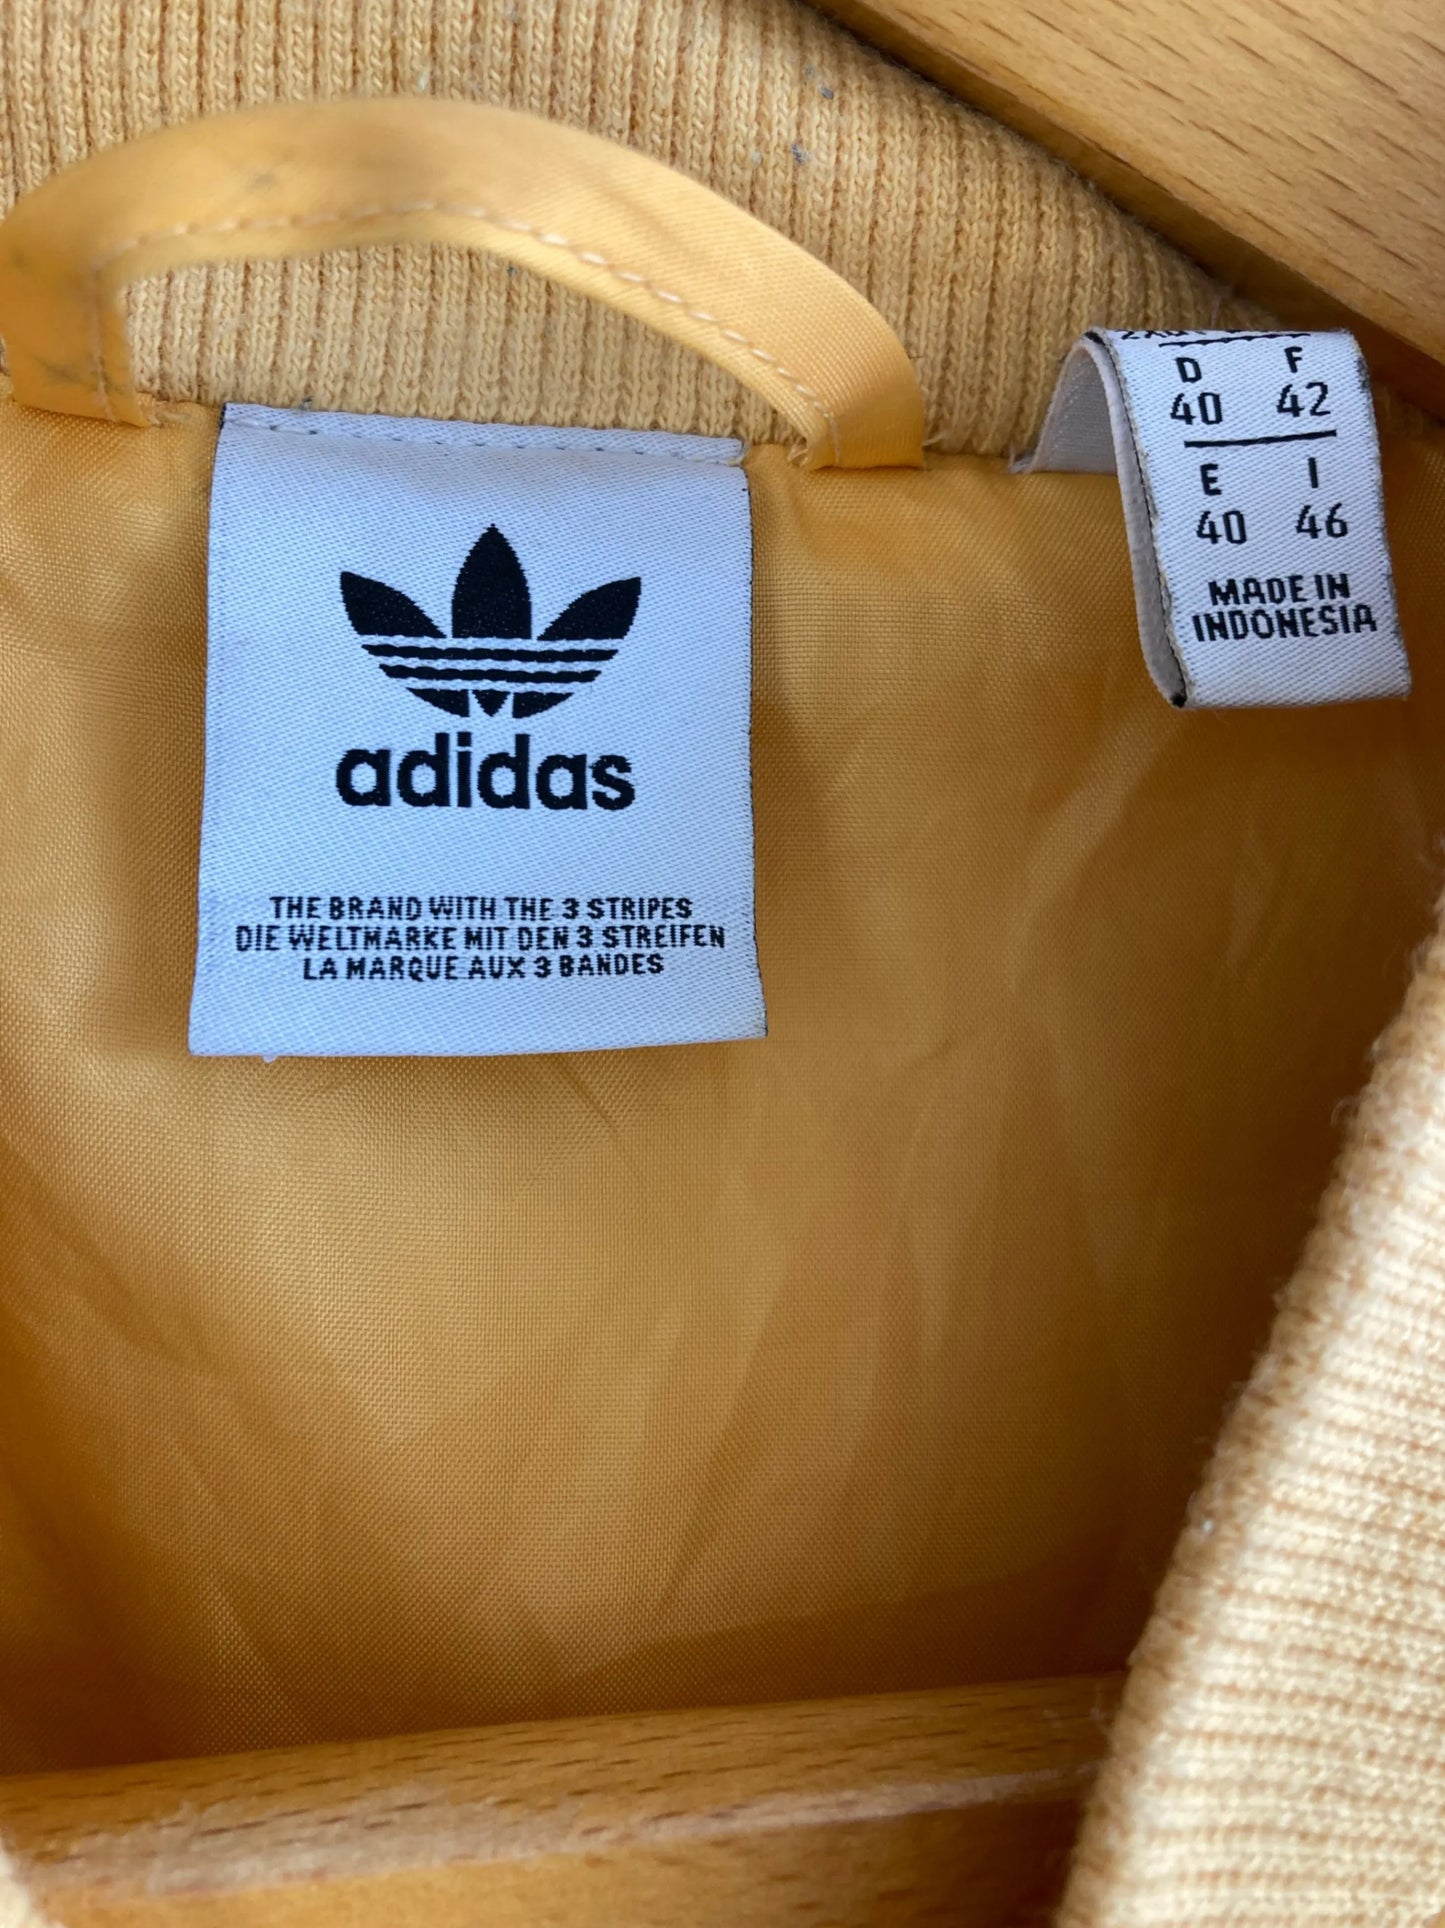 adidas
THE BRAND WITH THE 3 STRIPES
DIE WELTMARKE MIT DEN 3 STREIFEN
LA MARQUE AUX 3 BANDES
D F
40 42
E I
40 46
MADE IN
INDONESIA